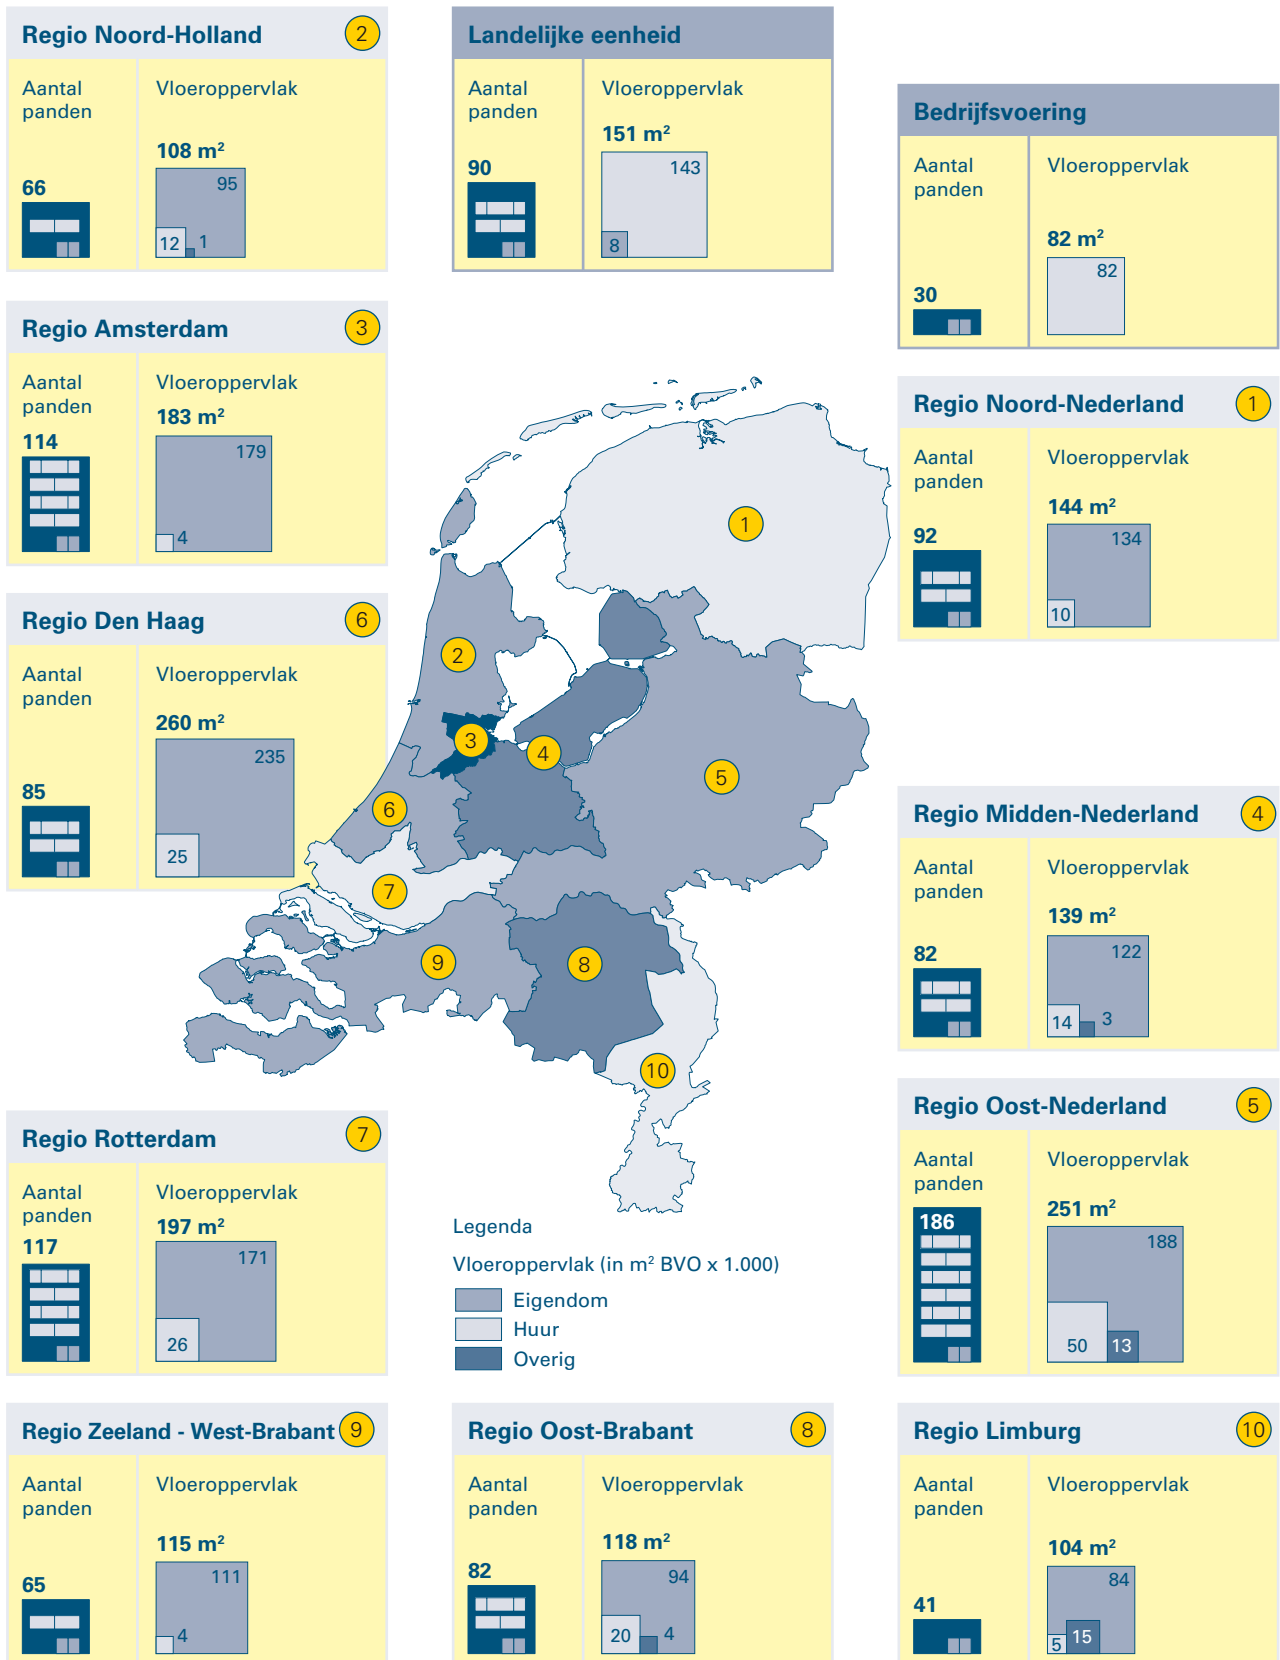 Regio Noord-Holland 2
Aantal panden
Vloeroppervlak
108 m²
66
95
12
1
Landelijke eenheid
Aantal panden
Vloeroppervlak
151 m²
90
143
8
Bedrijfsvoering
Aantal panden
Vloeroppervlak
82 m²
30
82
Regio Amsterdam 3
Aantal panden
Vloeroppervlak
183 m²
114
179
4
Regio Noord-Nederland 1
Aantal panden
Vloeroppervlak
144 m²
92
134
10
Regio Den Haag 6
Aantal panden
Vloeroppervlak
260 m²
85
235
25
1
2
3
4
5
6
7
8
9
10
Regio Midden-Nederland 4
Aantal panden
Vloeroppervlak
139 m²
82
122
14
3
Regio Oost-Nederland 5
Aantal panden
Vloeroppervlak
251 m²
186
188
50
13
Regio Rotterdam 7
Aantal panden
Vloeroppervlak
197 m²
117
171
26
Legenda
Vloeroppervlak (in m² BVO x 1.000)
Eigendom
Huur
Overig
Regio Zeeland - West-Brabant 9
Aantal panden
Vloeroppervlak
115 m²
65
111
4
Regio Oost-Brabant 8
Aantal panden
Vloeroppervlak
118 m²
82
94
20
4
Regio Limburg 10
Aantal panden
Vloeroppervlak
104 m²
41
84
5
15